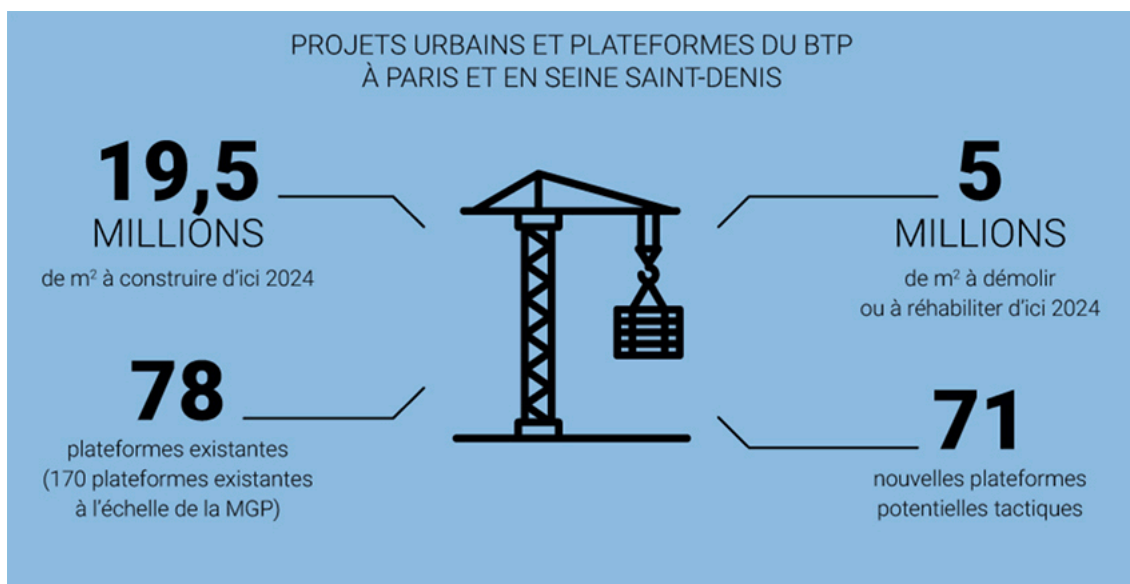 PROJETS URBAINS ET PLATEFORMES DU BTP
À PARIS ET EN SEINE SAINT-DENIS
19,5
MILLIONS
de m² à construire d'ici 2024
5
MILLIONS
de m² à démolir
ou à réhabiliter d'ici 2024
78
plateformes existantes
(170 plateformes existantes
à l'échelle de la MGP)
71
nouvelles plateformes
potentielles tactiques